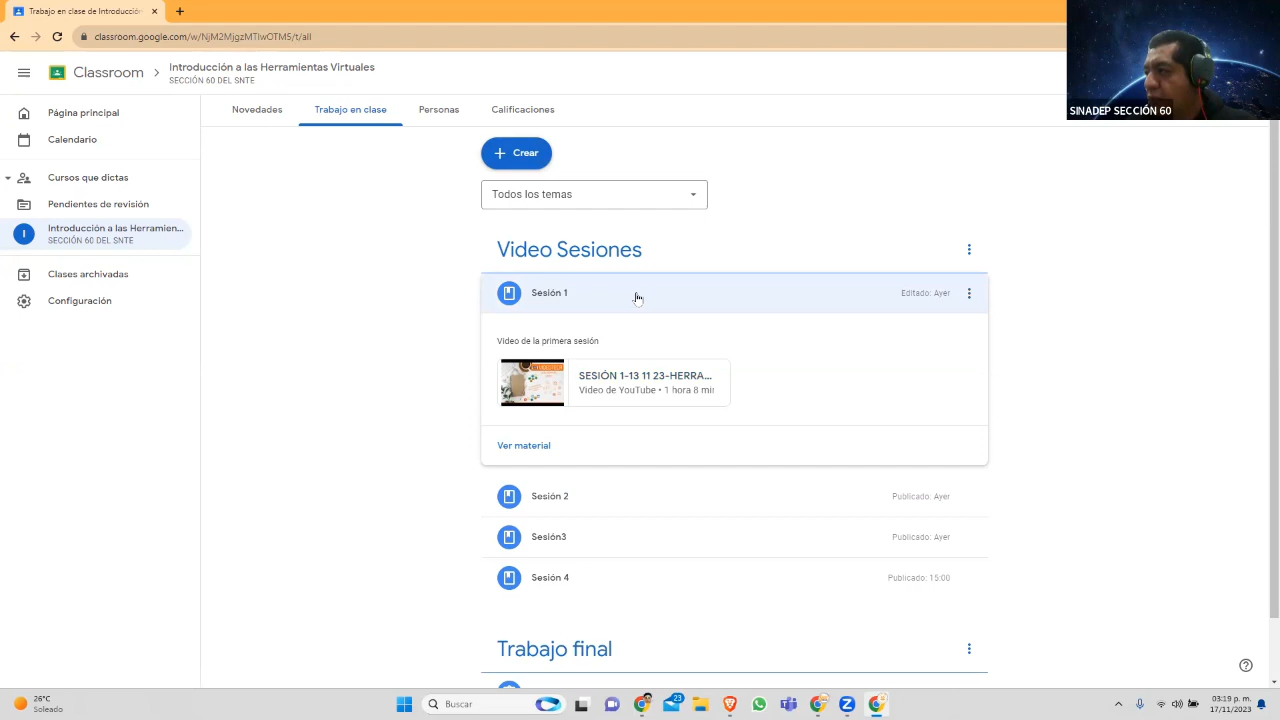 Trabajo en clase de Introducción
classroom.google.com/w/NjM2MjgzMTIwOTM5/t/all
Classroom
Introducción a las Herramientas Virtuales
SECCIÓN 60 DEL SNTE
SINADEP SECCIÓN 60
Página principal
Calendario
Cursos que dictas
Pendientes de revisión
I
Introducción a las Herramien...
SECCIÓN 60 DEL SNTE
Clases archivadas
Configuración
Novedades
Trabajo en clase
Personas
Calificaciones
Crear
Todos los temas
Video Sesiones
Sesión 1
Editado: Ayer
Video de la primera sesión
SESIÓN 1-13 11 23-HERRA...
Video de YouTube • 1 hora 8 mi
Ver material
Sesión 2
Publicado: Ayer
Sesión3
Publicado: Ayer
Sesión 4
Publicado: 15:00
Trabajo final
26°C
Soleado
Buscar
23
03:19 p. m.
17/11/2023